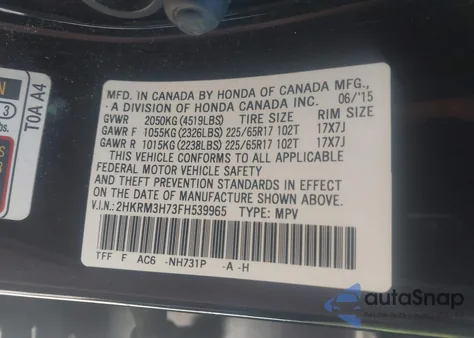 MFD. IN CANADA BY HONDA OF CANADA MFG.,
A DIVISION OF HONDA CANADA INC. 06/'15
GVWR 2050KG (4519LBS) TIRE SIZE RIM SIZE
GAWR F 1055KG (2326LBS) 225/65R17 102T 17X7J
GAWR R 1015KG (2238LBS) 225/65R17 102T 17X7J
THIS VEHICLE CONFORMS TO ALL APPLICABLE
FEDERAL MOTOR VEHICLE SAFETY
AND THEFT PREVENTION STANDARDS IN EFFECT
ON THE DATE OF MANUFACTURE SHOWN ABOVE.
V.I.N.: 2HKRM3H73FH539965 TYPE: MPV
TFF F AC6 -NH731P -A -H
T0A A4
N
3
bs.
autoSnap